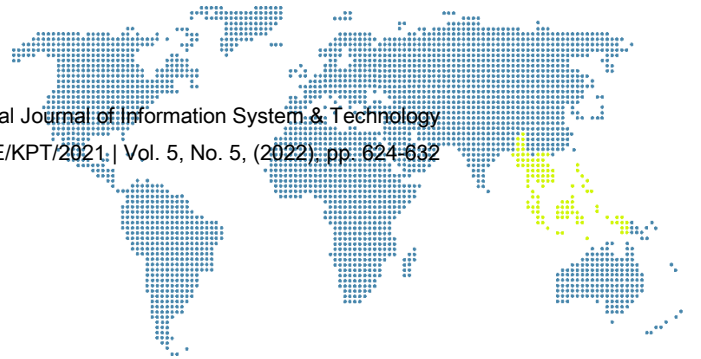 al Journal of Information System & Technology
E/KPT/2021 | Vol. 5, No. 5, (2022), pp. 624-632